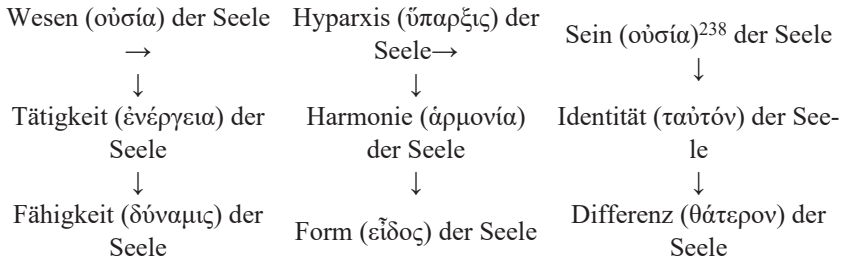 Wesen (οὐσία) der Seele →
↓
Tätigkeit (ἐνέργεια) der
Seele
↓
Fähigkeit (δύναμις) der
Seele
Hyparxis (ὕπαρξις) der
Seele→
↓
Harmonie (ἁρμονία)
der Seele
↓
Form (εἶδος) der Seele
Sein (οὐσία)238 der Seele
↓
Identität (ταὐτόν) der See-
le
↓
Differenz (θάτερον) der
Seele